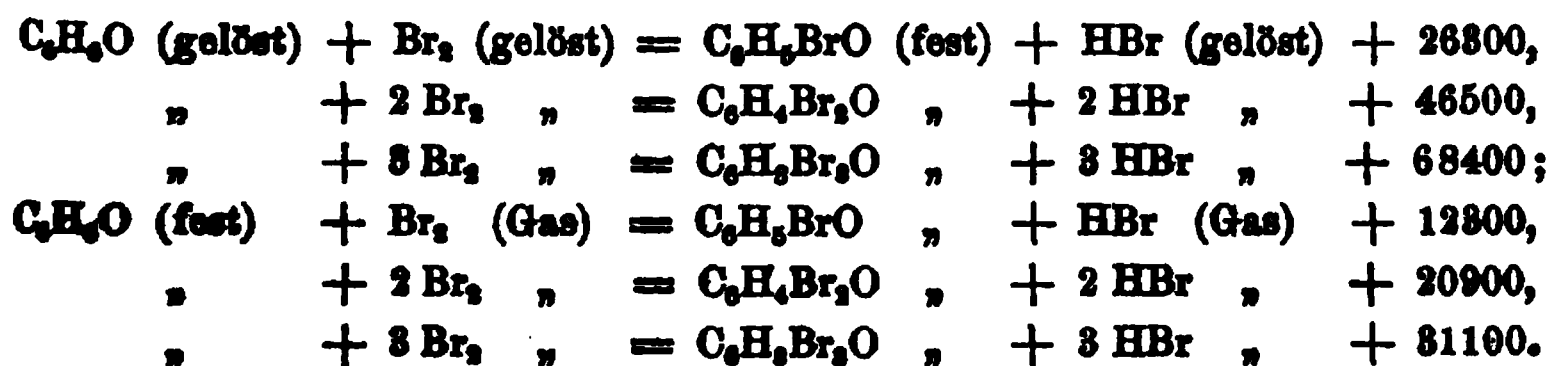 C₆H₆O (gelöst) + Br₂ (gelöst) = C₆H₅BrO (fest) + HBr (gelöst) + 26300,
„ + 2 Br₂ „ = C₆H₄Br₂O „ + 2 HBr „ + 46500,
„ + 3 Br₂ „ = C₆H₃Br₃O „ + 3 HBr „ + 68400;
C₆H₆O (fest) + Br₂ (Gas) = C₆H₅BrO „ + HBr (Gas) + 12300,
„ + 2 Br₂ „ = C₆H₄Br₂O „ + 2 HBr „ + 20900,
„ + 3 Br₂ „ = C₆H₃Br₃O „ + 3 HBr „ + 31100.